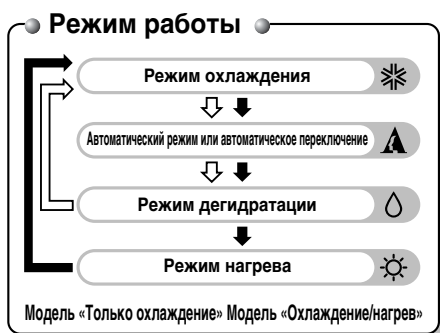 Режим работы
Режим охлаждения
Автоматический режим или автоматическое переключение
Режим дегидратации
Режим нагрева
Модель «Только охлаждение» Модель «Охлаждение/нагрев»